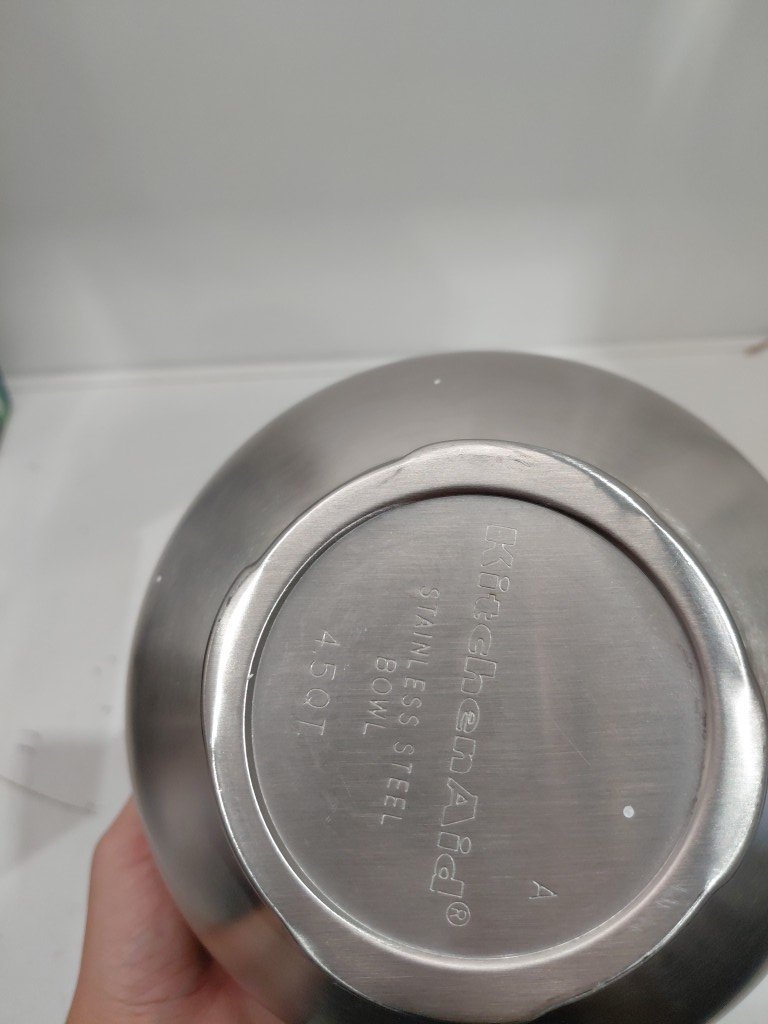 A
KitchenAid®
STAINLESS STEEL
BOWL
4.5QT.